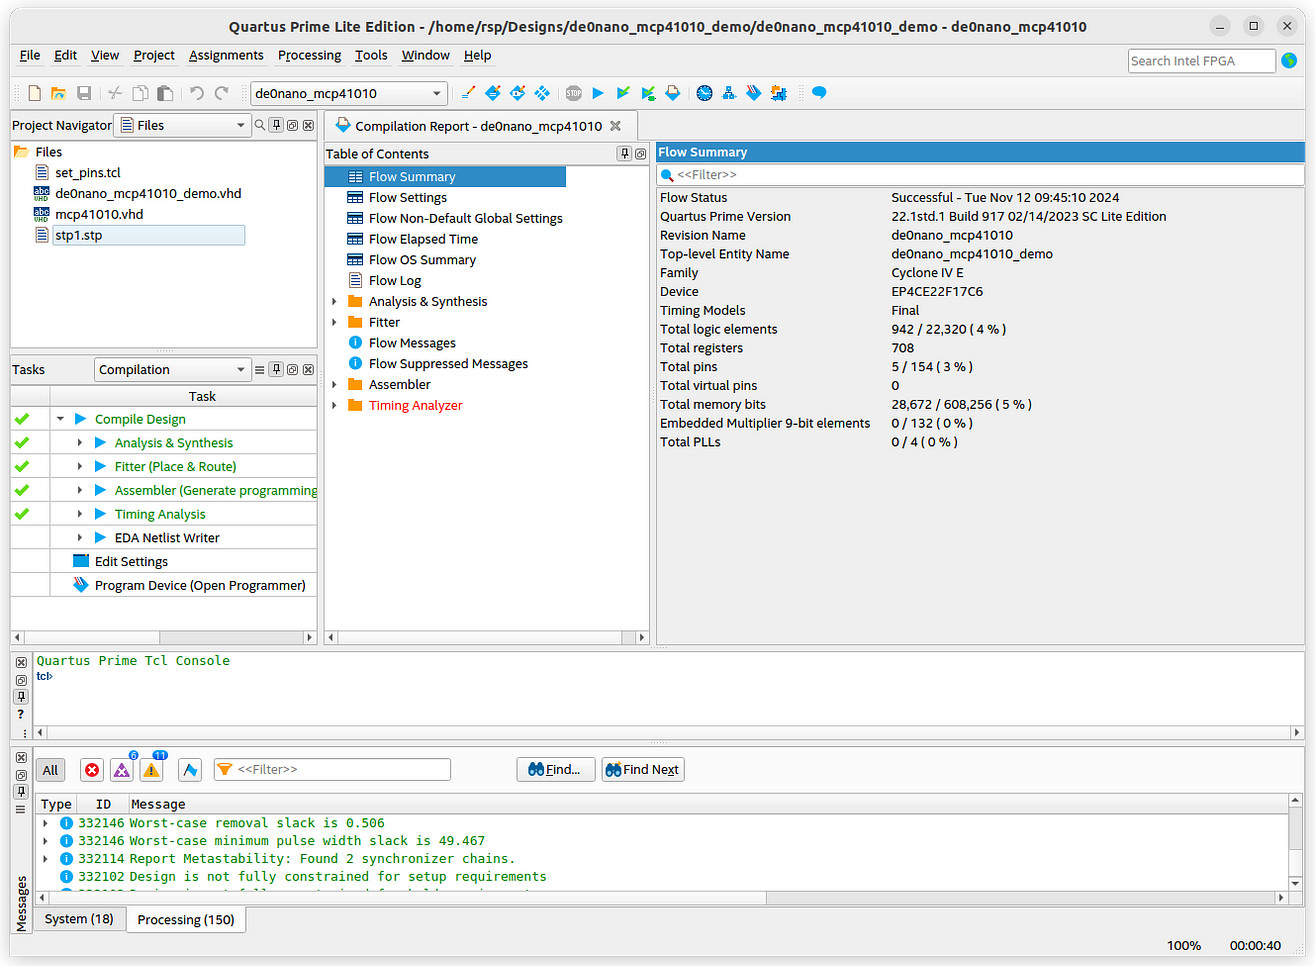 Quartus Prime Lite Edition - /home/rsp/Designs/de0nano_mcp41010_demo/de0nano_mcp41010_demo - de0nano_mcp41010
File Edit View Project Assignments Processing Tools Window Help
Search Intel FPGA
de0nano_mcp41010
STOP
Project Navigator Files
Files
set_pins.tcl
abc VHD de0nano_mcp41010_demo.vhd
abc VHD mcp41010.vhd
stp1.stp
Tasks Compilation
Task
Compile Design
Analysis & Synthesis
Fitter (Place & Route)
Assembler (Generate programming
Timing Analysis
EDA Netlist Writer
Edit Settings
Program Device (Open Programmer)
Compilation Report - de0nano_mcp41010
Table of Contents
Flow Summary
Flow Settings
Flow Non-Default Global Settings
Flow Elapsed Time
Flow OS Summary
Flow Log
Analysis & Synthesis
Fitter
Flow Messages
Flow Suppressed Messages
Assembler
Timing Analyzer
Flow Summary
<<Filter>>
Flow Status Successful - Tue Nov 12 09:45:10 2024
Quartus Prime Version 22.1std.1 Build 917 02/14/2023 SC Lite Edition
Revision Name de0nano_mcp41010
Top-level Entity Name de0nano_mcp41010_demo
Family Cyclone IV E
Device EP4CE22F17C6
Timing Models Final
Total logic elements 942 / 22,320 ( 4 % )
Total registers 708
Total pins 5 / 154 ( 3 % )
Total virtual pins 0
Total memory bits 28,672 / 608,256 ( 5 % )
Embedded Multiplier 9-bit elements 0 / 132 ( 0 % )
Total PLLs 0 / 4 ( 0 % )
Quartus Prime Tcl Console
tcl>
?
All 6 11 <<Filter>> Find... Find Next
Type ID Message
332146 Worst-case removal slack is 0.506
332146 Worst-case minimum pulse width slack is 49.467
332114 Report Metastability: Found 2 synchronizer chains.
332102 Design is not fully constrained for setup requirements
Messages
System (18) Processing (150)
100% 00:00:40